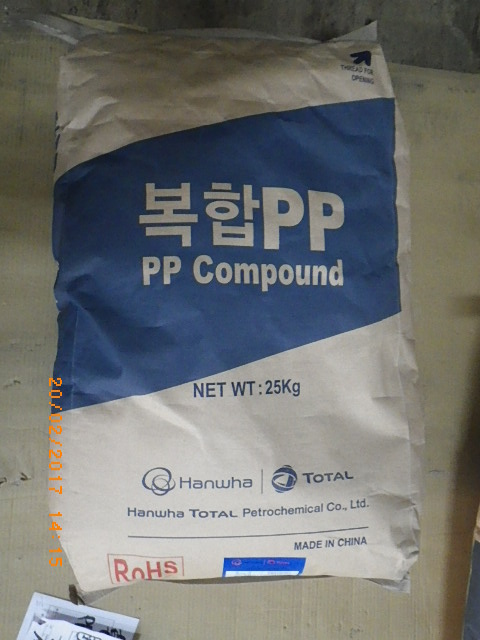 THREAD FOR
OPENING
복합PP
PP Compound
NET WT:25Kg
Hanwha TOTAL
Hanwha TOTAL Petrochemical Co., Ltd.
MADE IN CHINA
RoHS
20/02/2017 14:15